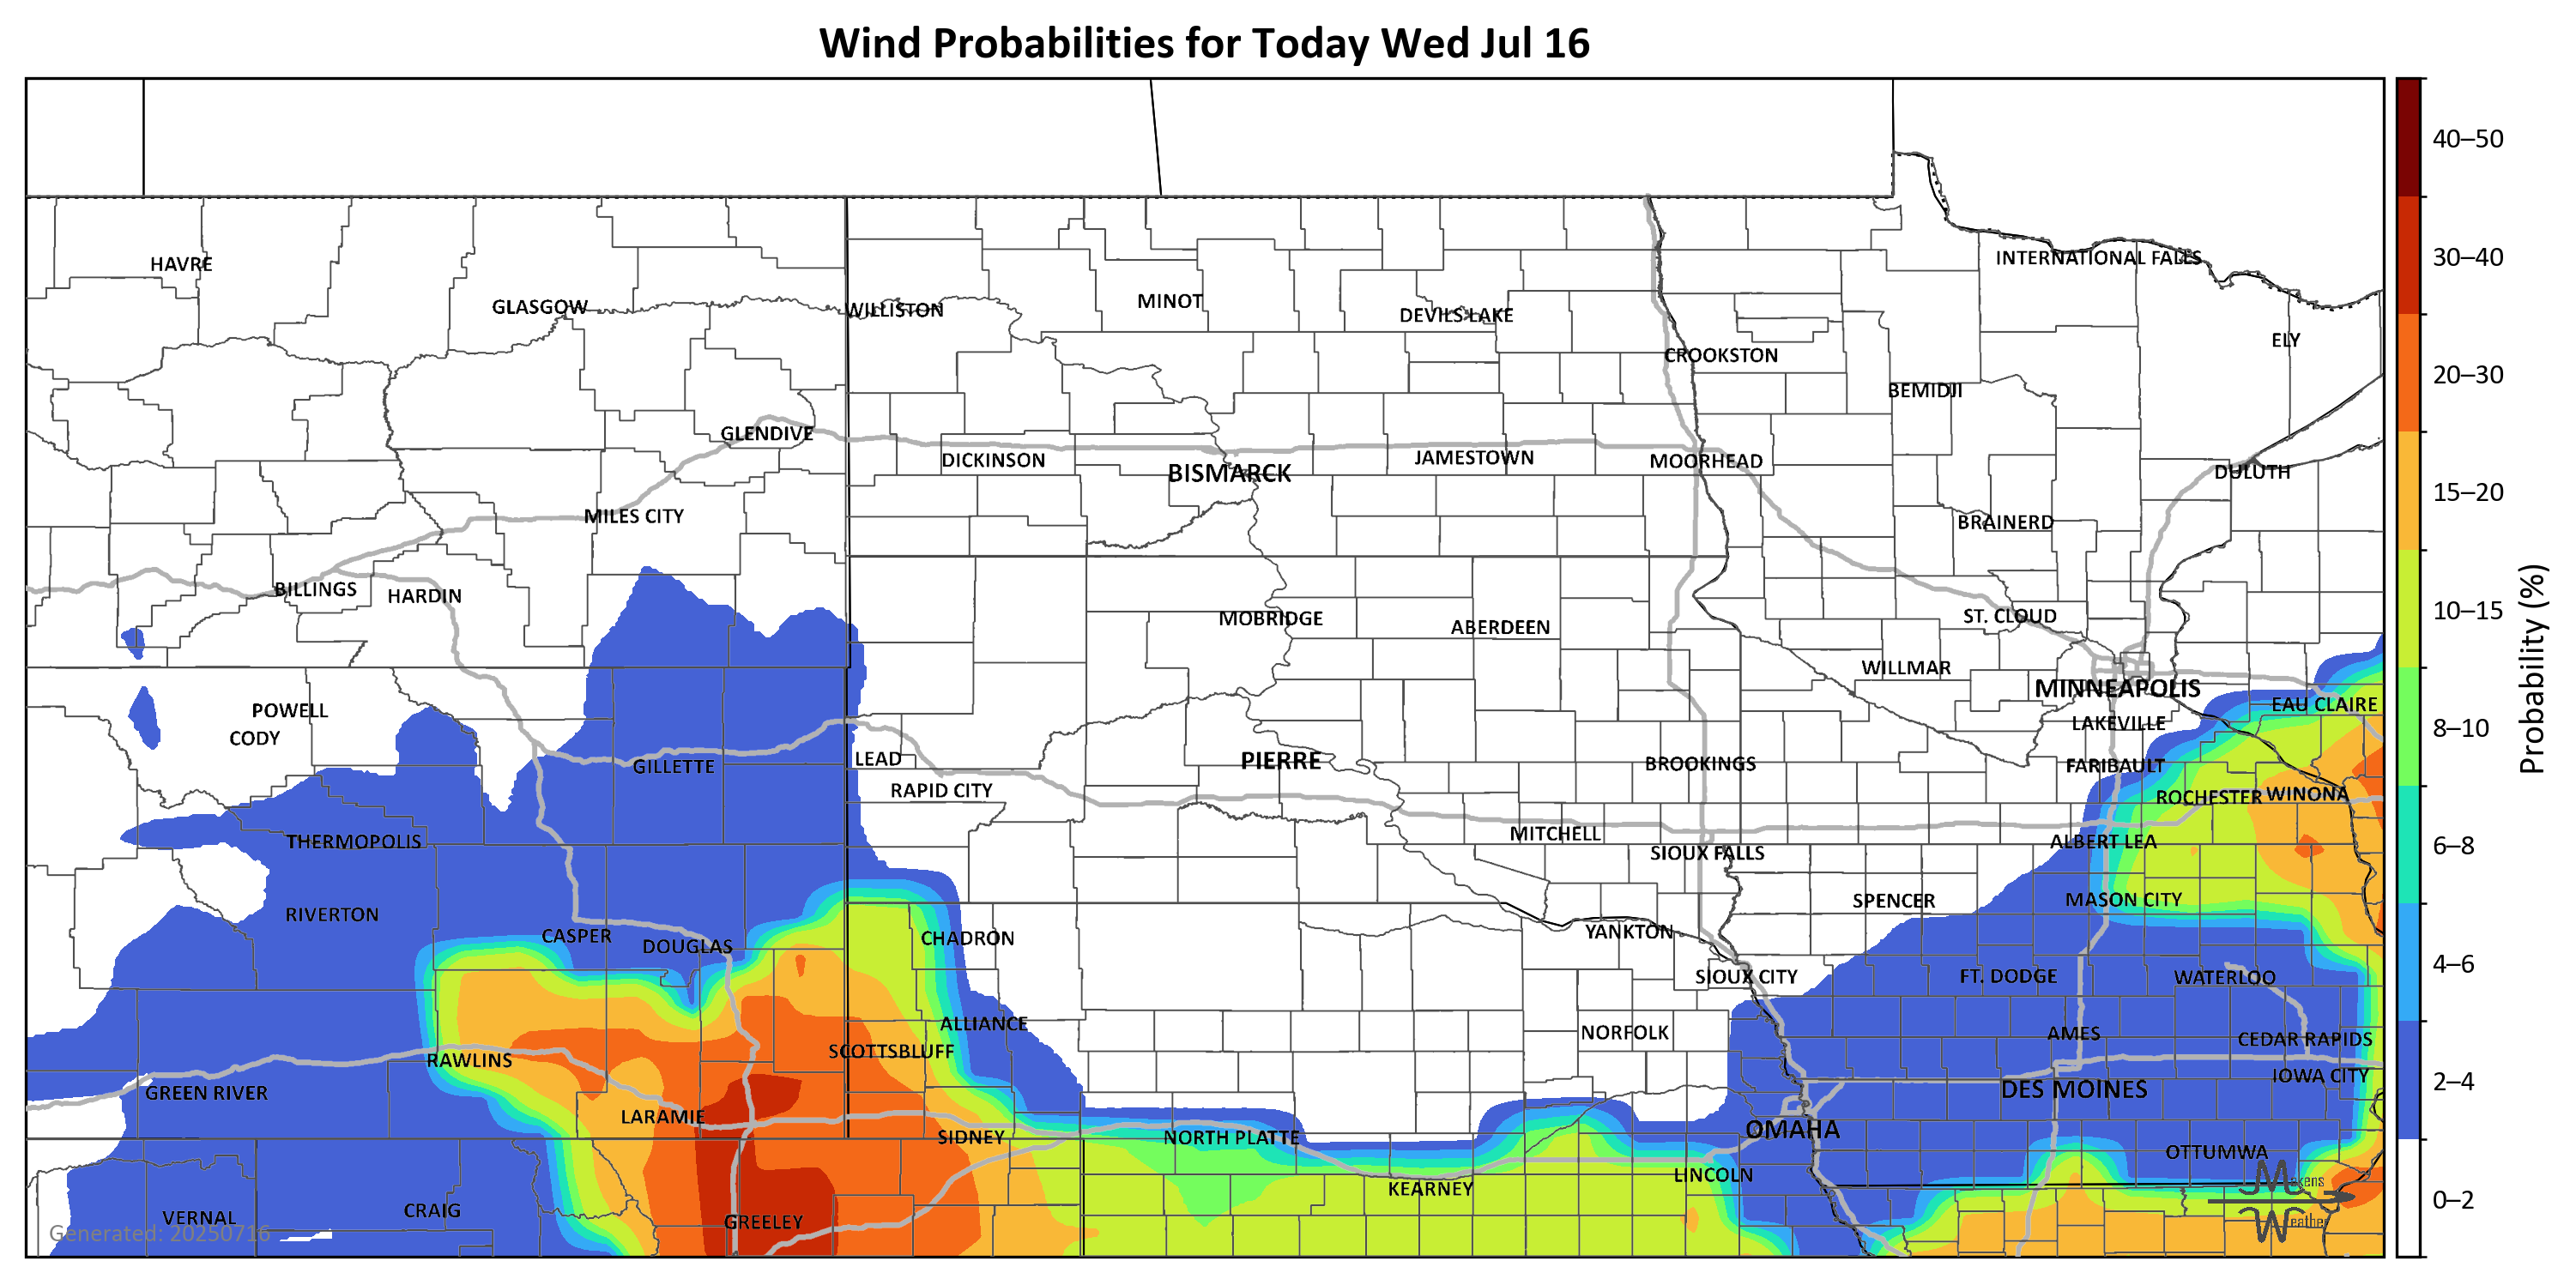 Wind Probabilities for Today Wed Jul 16
40–50
INTERNATIONAL FALLS
30–40
HAVRE
MINOT
GLASGOW
WILLISTON
DEVILS LAKE
ELY
CROOKSTON
20–30
BEMIDJI
GLENDIVE
DICKINSON
JAMESTOWN
MOORHEAD
BISMARCK
DULUTH
15–20
MILES CITY
BRAINERD
BILLINGS
HARDIN
10–15
MOBRIDGE
ST. CLOUD
ABERDEEN
Probability (%)
WILLMAR
MINNEAPOLIS
EAU CLAIRE
POWELL
LAKEVILLE
8–10
CODY
LEAD
PIERRE
BROOKINGS
FARIBAULT
GILLETTE
RAPID CITY
ROCHESTER
WINONA
MITCHELL
THERMOPOLIS
ALBERT LEA
6–8
SIOUX FALLS
SPENCER
MASON CITY
RIVERTON
CASPER
CHADRON
YANKTON
DOUGLAS
4–6
SIOUX CITY
FT. DODGE
WATERLOO
ALLIANCE
NORFOLK
AMES
CEDAR RAPIDS
SCOTTSBLUFF
RAWLINS
IOWA CITY
2–4
GREEN RIVER
DES MOINES
LARAMIE
OMAHA
SIDNEY
NORTH PLATTE
OTTUMWA
LINCOLN
Makens
KEARNEY
0–2
CRAIG
VERNAL
GREELEY
Weather
Generated: 20250716